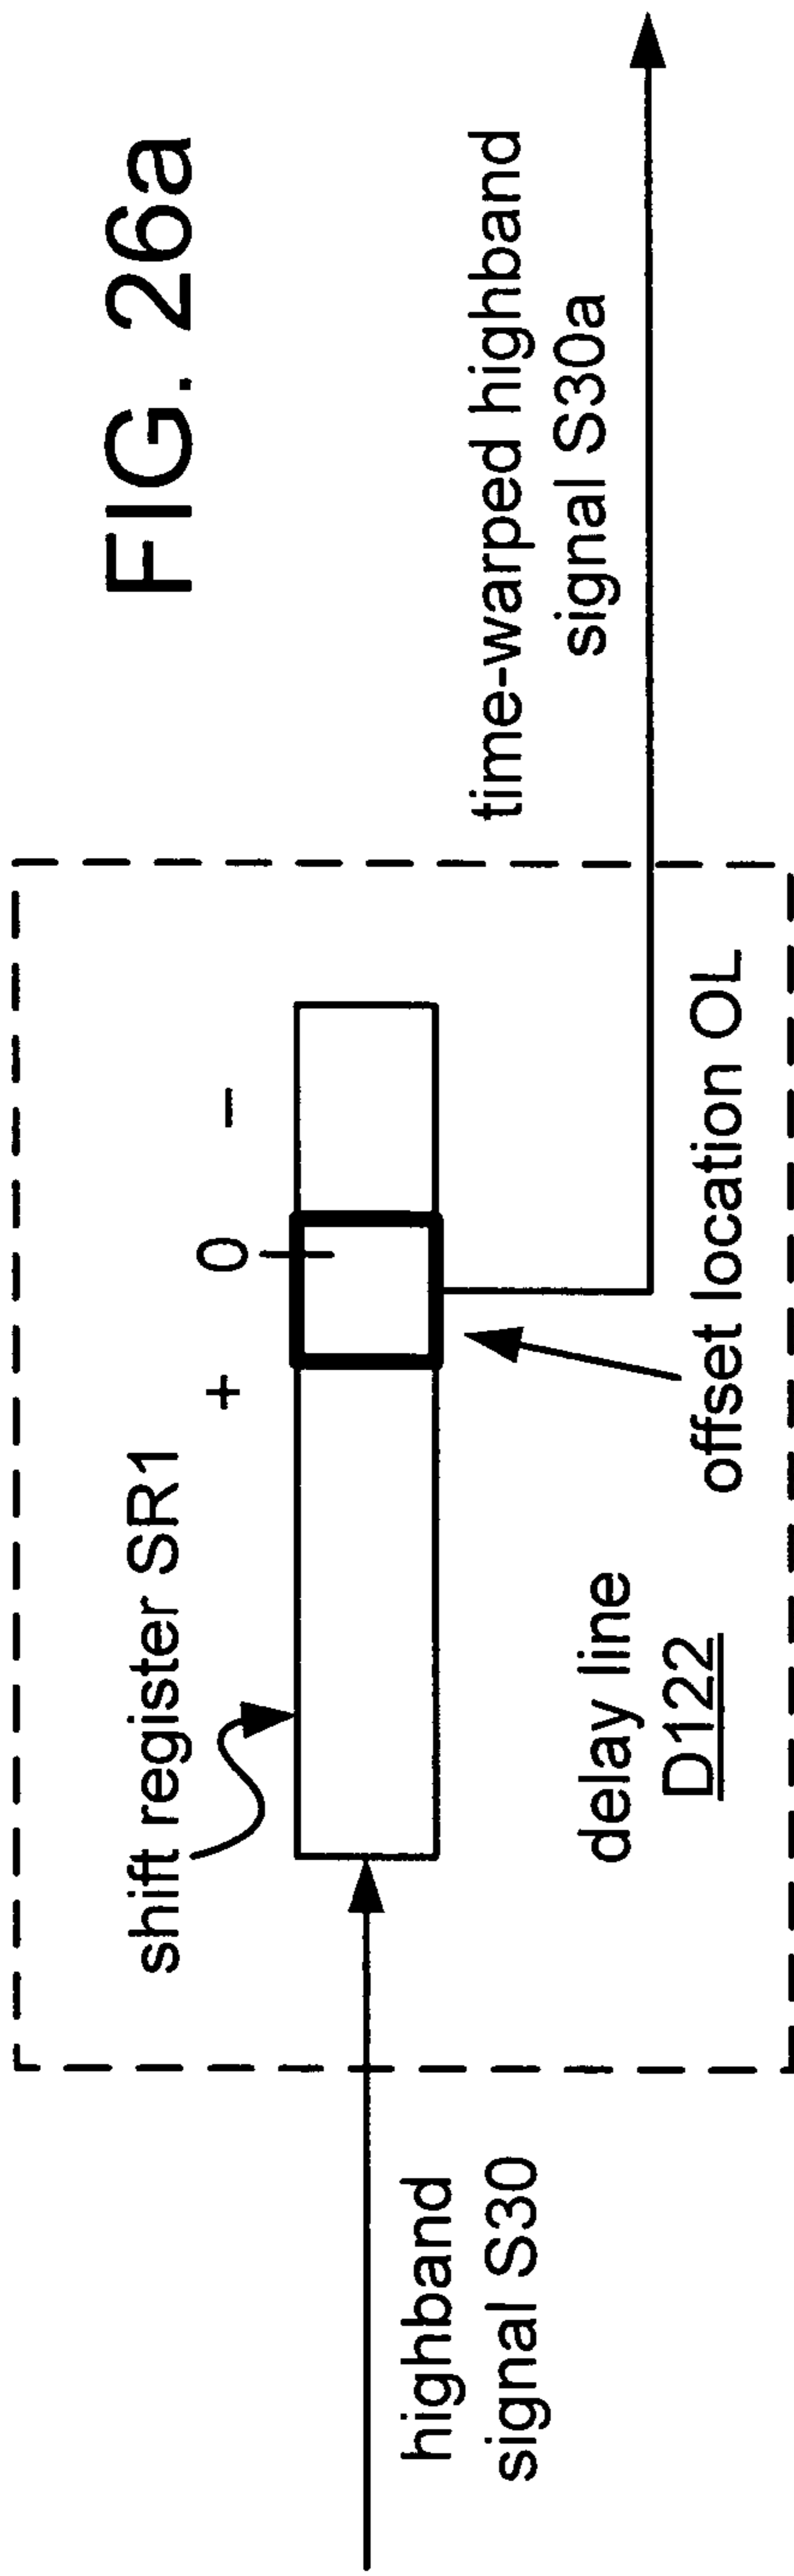 FIG. 26a
shift register SR1
+
0
–
highband
signal S30
time-warped highband
signal S30a
delay line
D122
offset location OL